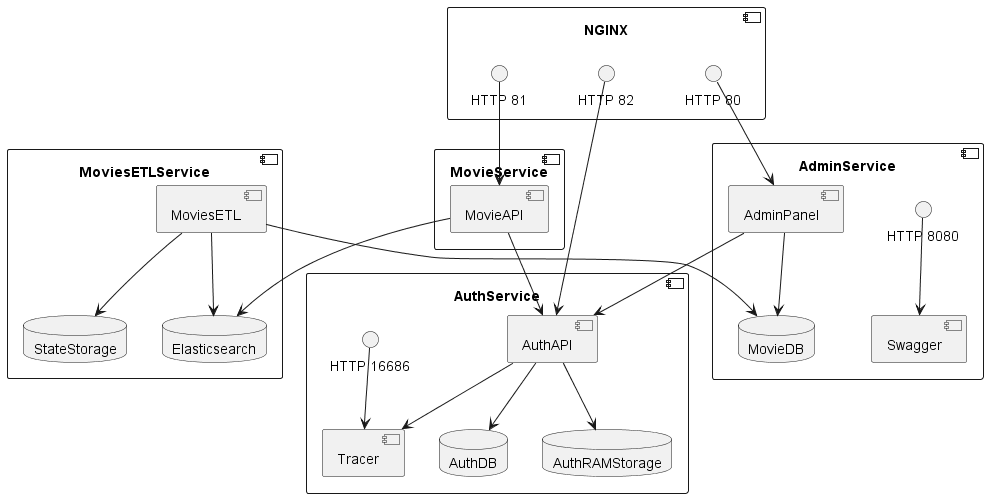 NGINX
HTTP 81
HTTP 82
HTTP 80
MoviesETLService
MovieService
AdminService
MoviesETL
MovieAPI
AdminPanel
HTTP 8080
AuthService
StateStorage
Elasticsearch
AuthAPI
MovieDB
Swagger
HTTP 16686
Tracer
AuthDB
AuthRAMStorage